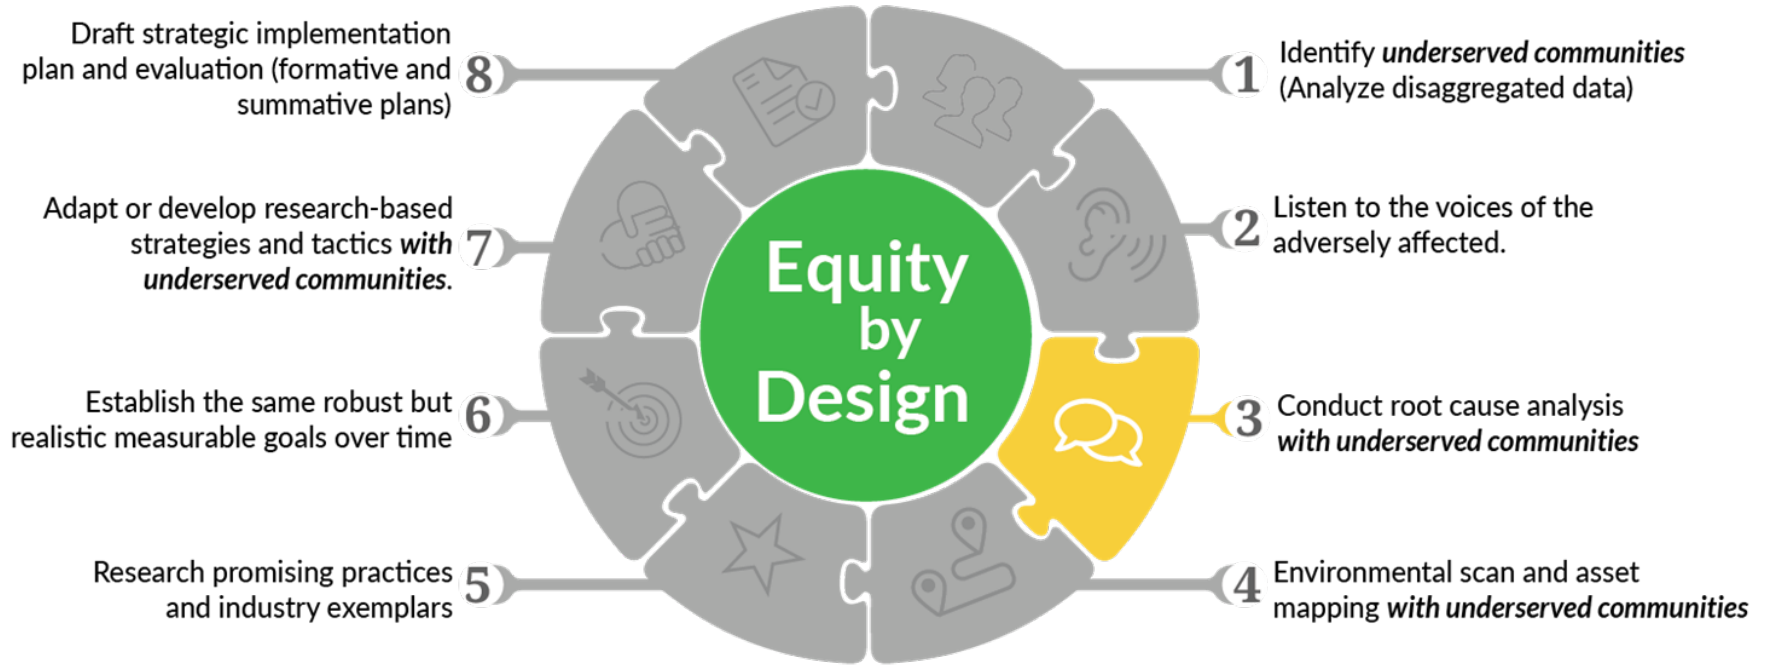 Equity
by
Design
1
Identify underserved communities
(Analyze disaggregated data)
2
Listen to the voices of the
adversely affected.
3
Conduct root cause analysis
with underserved communities
4
Environmental scan and asset
mapping with underserved communities
5
Research promising practices
and industry exemplars
6
Establish the same robust but
realistic measurable goals over time
7
Adapt or develop research-based
strategies and tactics with
underserved communities.
8
Draft strategic implementation
plan and evaluation (formative and
summative plans)